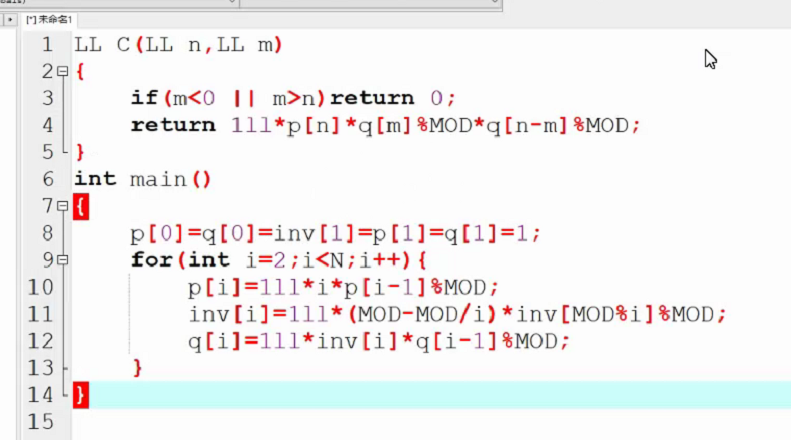 [*] 未命名1
1 LL C(LL n,LL m)
2 {
3 if(m<0 || m>n)return 0;
4 return 1ll*p[n]*q[m]%MOD*q[n-m]%MOD;
5 }
6 int main()
7 {
8 p[0]=q[0]=inv[1]=p[1]=q[1]=1;
9 for(int i=2;i<N;i++){
10 p[i]=1ll*i*p[i-1]%MOD;
11 inv[i]=1ll*(MOD-MOD/i)*inv[MOD%i]%MOD;
12 q[i]=1ll*inv[i]*q[i-1]%MOD;
13 }
14 }
15